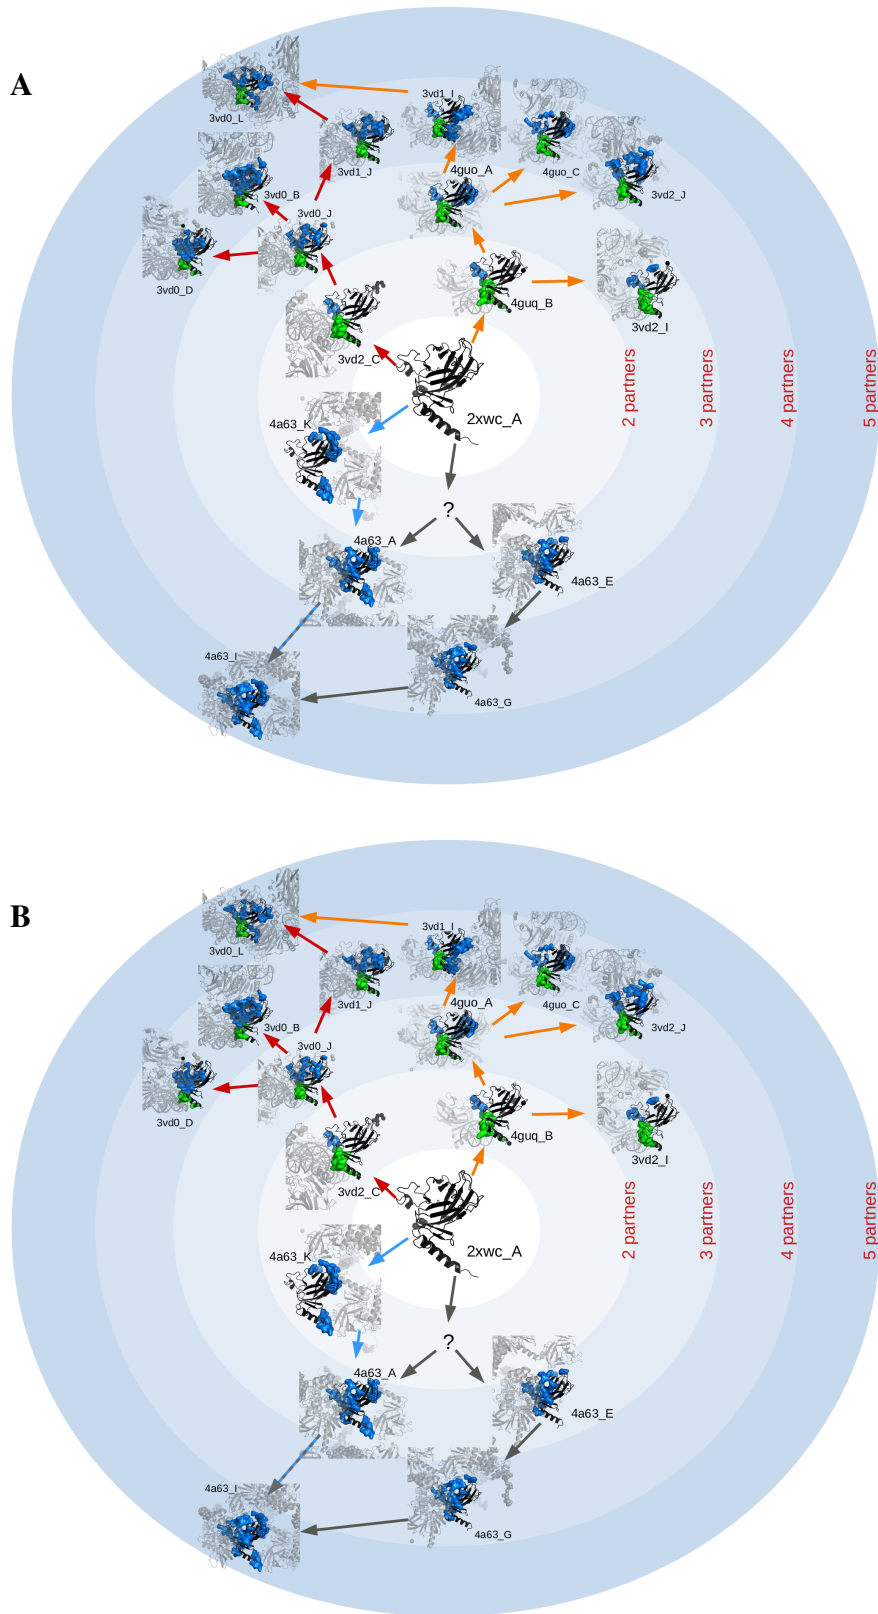 A
3vd0_L
3vd1_I
3vd1_J
4guo_A
4guo_C
3vd0_B
3vd2_J
3vd0_J
3vd0_D
4guq_B
3vd2_I
3vd2_C
2xwc_A
2 partners
3 partners
4 partners
5 partners
4a63_K
?
4a63_A
4a63_E
4a63_I
4a63_G
B
3vd0_L
3vd1_I
3vd1_J
4guo_A
4guo_C
3vd0_B
3vd2_J
3vd0_J
3vd0_D
4guq_B
3vd2_I
3vd2_C
2xwc_A
2 partners
3 partners
4 partners
5 partners
4a63_K
?
4a63_A
4a63_E
4a63_I
4a63_G